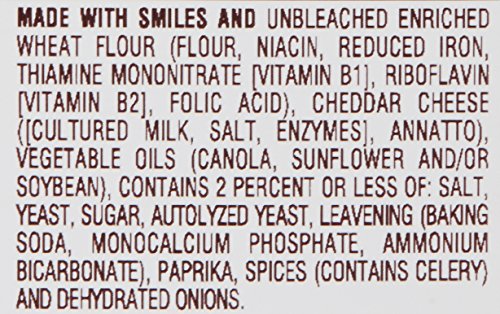 MADE WITH SMILES AND UNBLEACHED ENRICHED
WHEAT FLOUR (FLOUR, NIACIN, REDUCED IRON,
THIAMINE MONONITRATE [VITAMIN B1], RIBOFLAVIN
[VITAMIN B2], FOLIC ACID), CHEDDAR CHEESE
([CULTURED MILK, SALT, ENZYMES], ANNATTO),
VEGETABLE OILS (CANOLA, SUNFLOWER AND/OR
SOYBEAN), CONTAINS 2 PERCENT OR LESS OF: SALT,
YEAST, SUGAR, AUTOLYZED YEAST, LEAVENING (BAKING
SODA, MONOCALCIUM PHOSPHATE, AMMONIUM
BICARBONATE), PAPRIKA, SPICES (CONTAINS CELERY)
AND DEHYDRATED ONIONS.